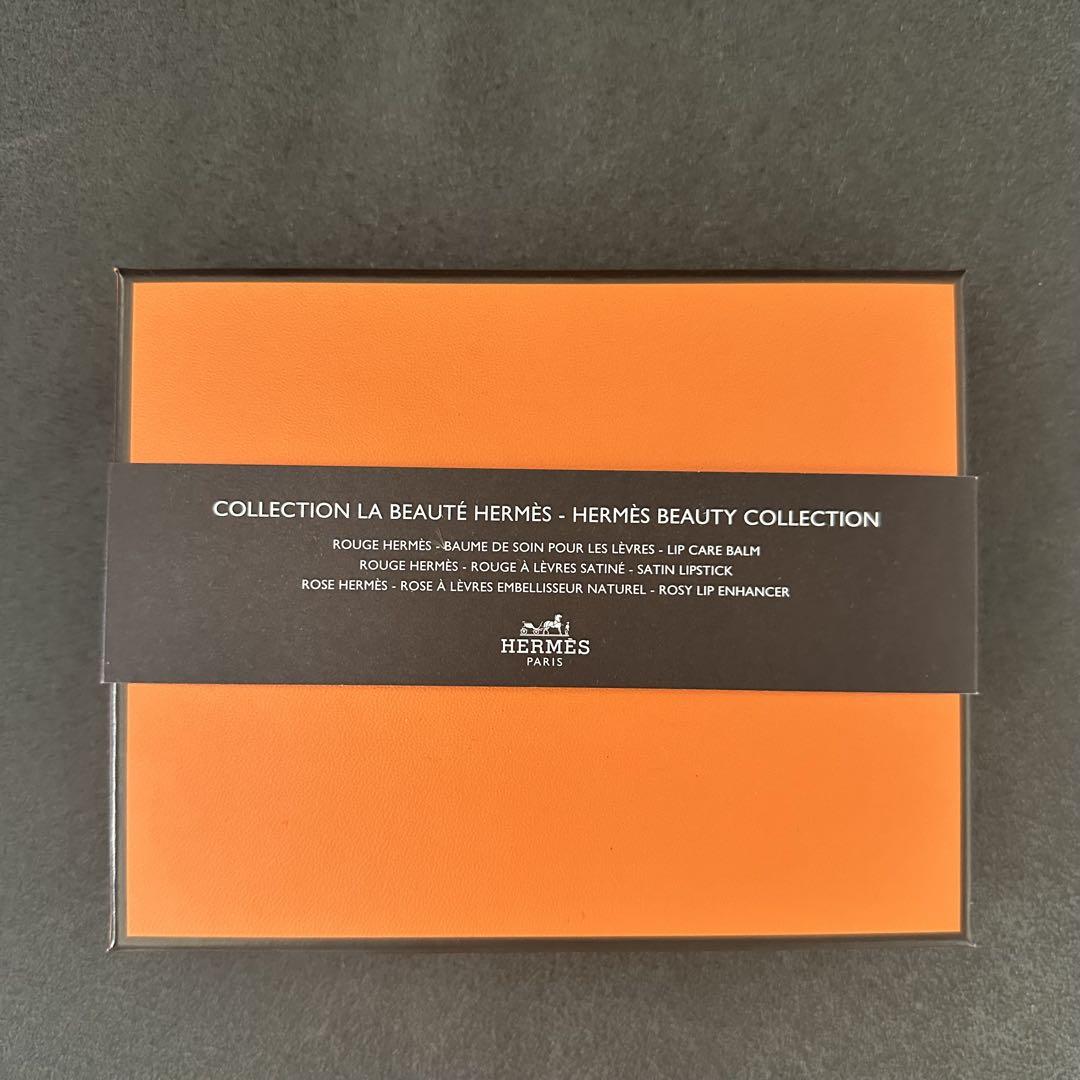 COLLECTION LA BEAUTÉ HERMÈS - HERMÈS BEAUTY COLLECTION
ROUGE HERMÈS - BAUME DE SOIN POUR LES LÈVRES - LIP CARE BALM
ROUGE HERMÈS - ROUGE À LÈVRES SATINÉ - SATIN LIPSTICK
ROSE HERMÈS - ROSE À LÈVRES EMBELLISSEUR NATUREL - ROSY LIP ENHANCER
HERMÈS
PARIS